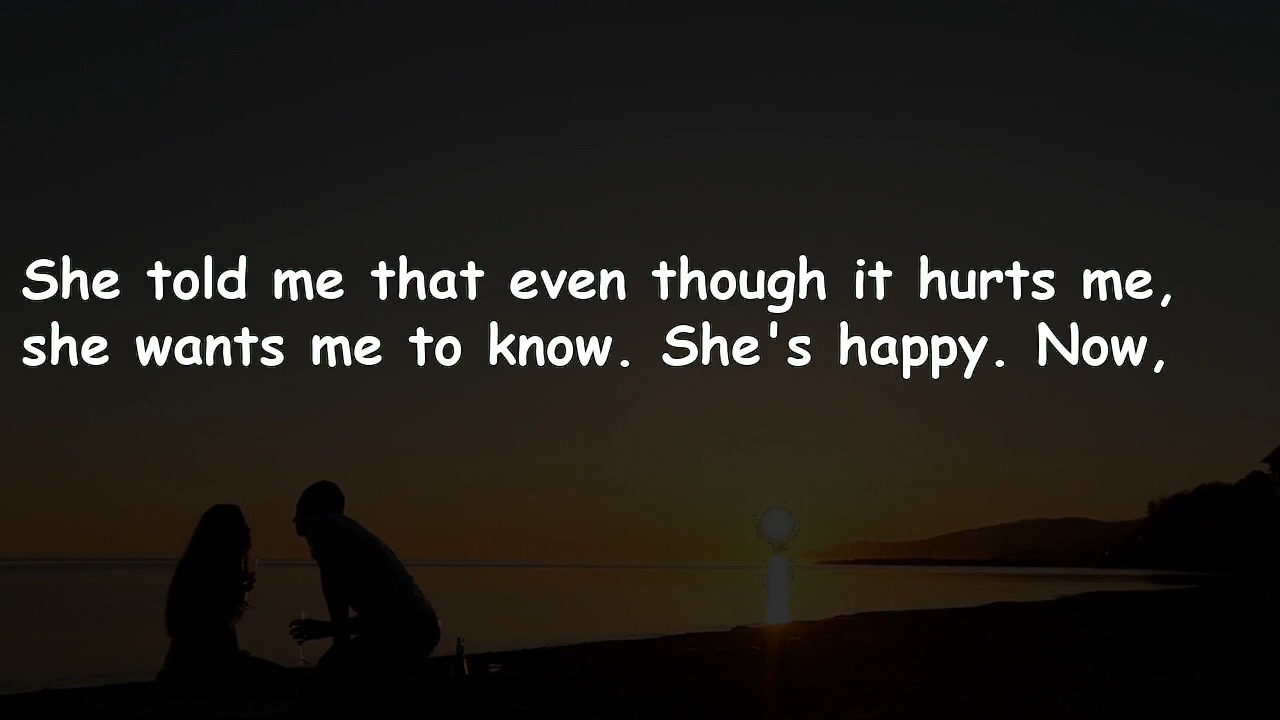 She told me that even though it hurts me,
she wants me to know. She's happy. Now,